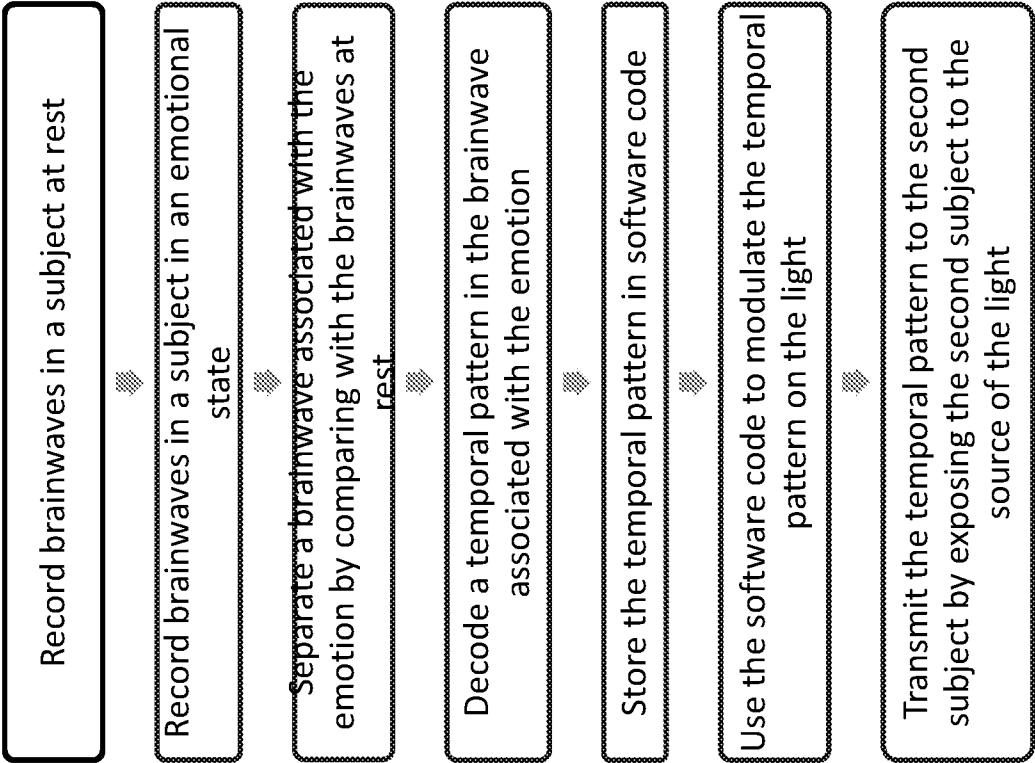 Record brainwaves in a subject at rest
Record brainwaves in a subject in an emotional
state
Separate a brainwave associated with the
emotion by comparing with the brainwaves at
rest
Decode a temporal pattern in the brainwave
associated with the emotion
Store the temporal pattern in software code
Use the software code to modulate the temporal
pattern on the light
Transmit the temporal pattern to the second
subject by exposing the second subject to the
source of the light